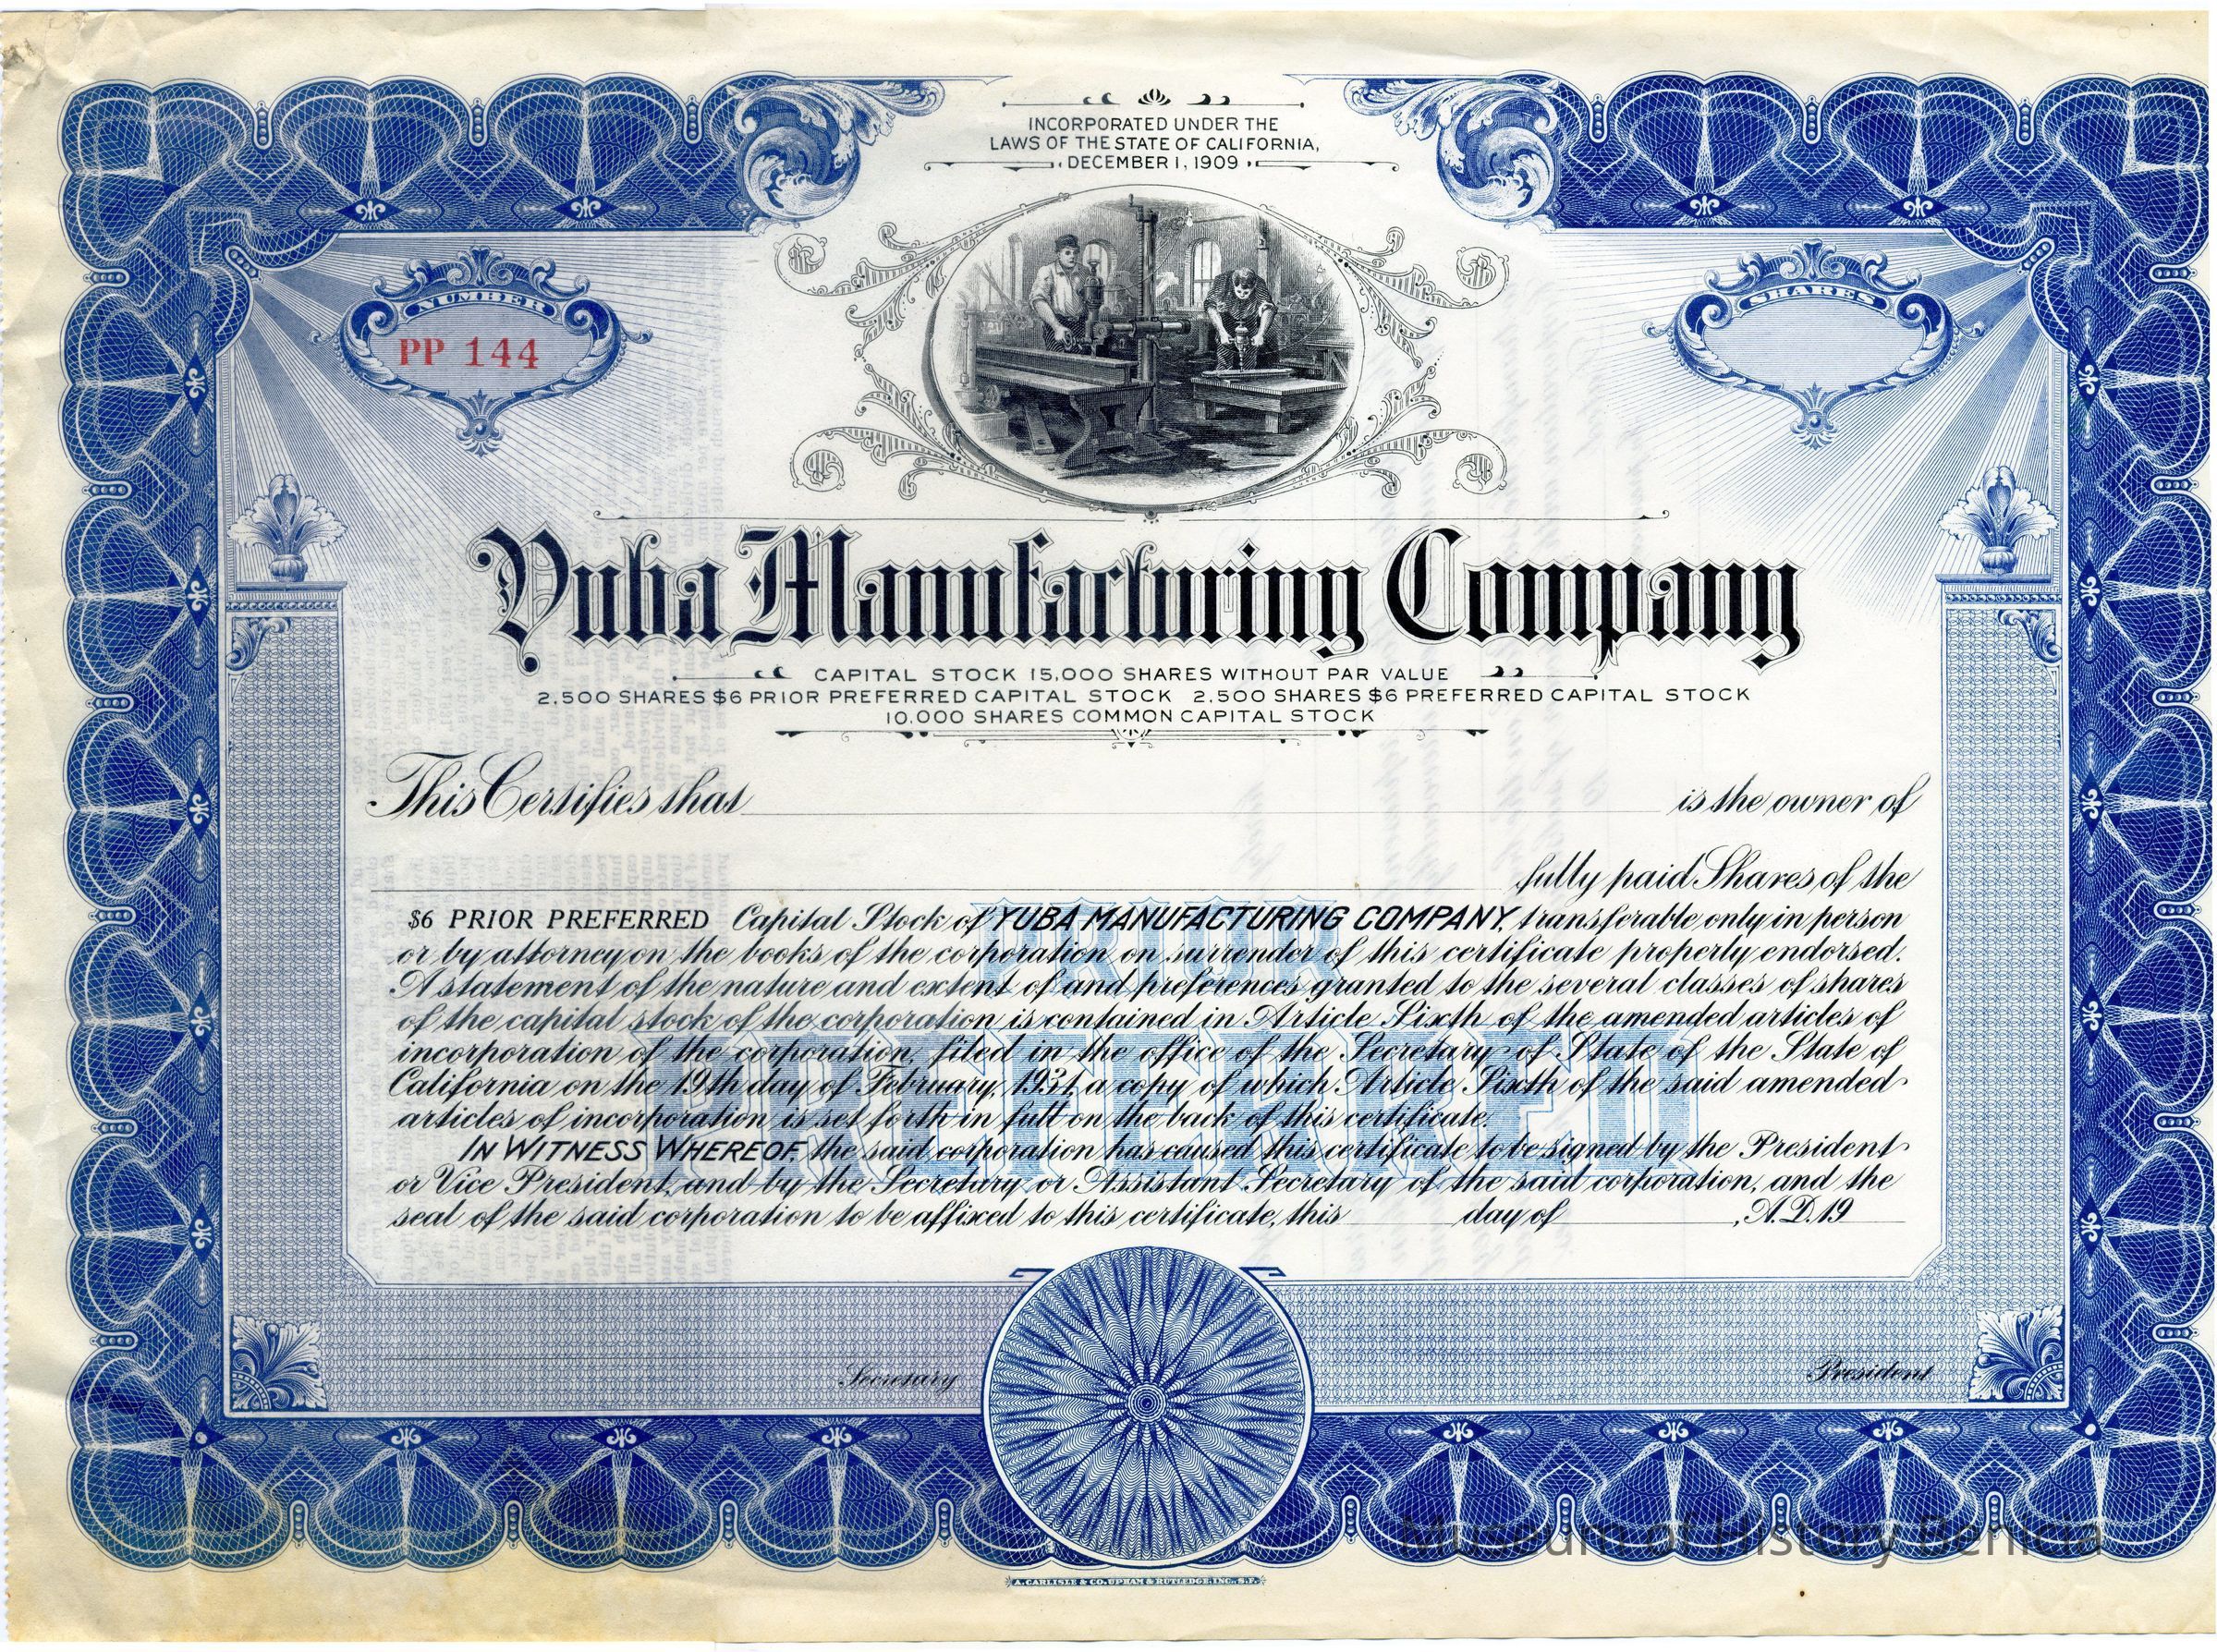 INCORPORATED UNDER THE
LAWS OF THE STATE OF CALIFORNIA,
DECEMBER 1, 1909
NUMBER
PP 144
SHARES
Yuba Manufacturing Company
CAPITAL STOCK 15,000 SHARES WITHOUT PAR VALUE
2,500 SHARES $6 PRIOR PREFERRED CAPITAL STOCK 2,500 SHARES $6 PREFERRED CAPITAL STOCK
10,000 SHARES COMMON CAPITAL STOCK
This Certifies that is the owner of
fully paid Shares of the
PRIOR
PREFERRED
$6 PRIOR PREFERRED Capital Stock of YUBA MANUFACTURING COMPANY, transferable only in person
or by attorney on the books of the corporation on surrender of this certificate properly endorsed.
A statement of the nature and extent of and preferences granted to the several classes of shares
of the capital stock of the corporation is contained in Article Sixth of the amended articles of
incorporation of the corporation, filed in the office of the Secretary of State of the State of
California on the 19th day of February, 1931, a copy of which Article Sixth of the said amended
articles of incorporation is set forth in full on the back of this certificate.
IN WITNESS WHEREOF, the said corporation has caused this certificate to be signed by the President
or Vice President, and by the Secretary or Assistant Secretary of the said corporation, and the
seal of the said corporation to be affixed to this certificate, this day of , A.D. 19
Secretary
President
Museum of History Benicia
A. CARLISLE & CO. UPHAM & RUTLEDGE, INC. S.F.